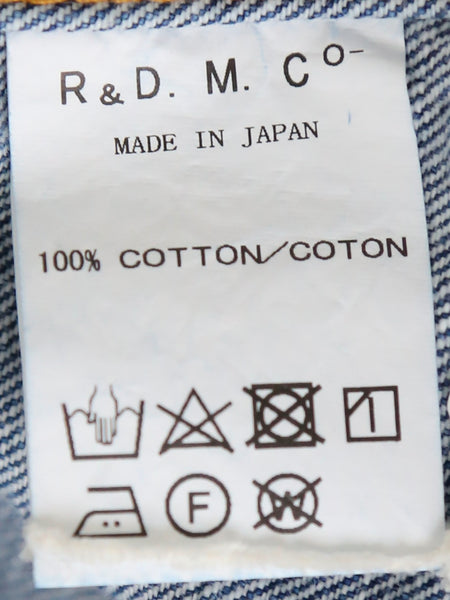 R & D. M. Co-
MADE IN JAPAN
100% COTTON/COTON
F
W